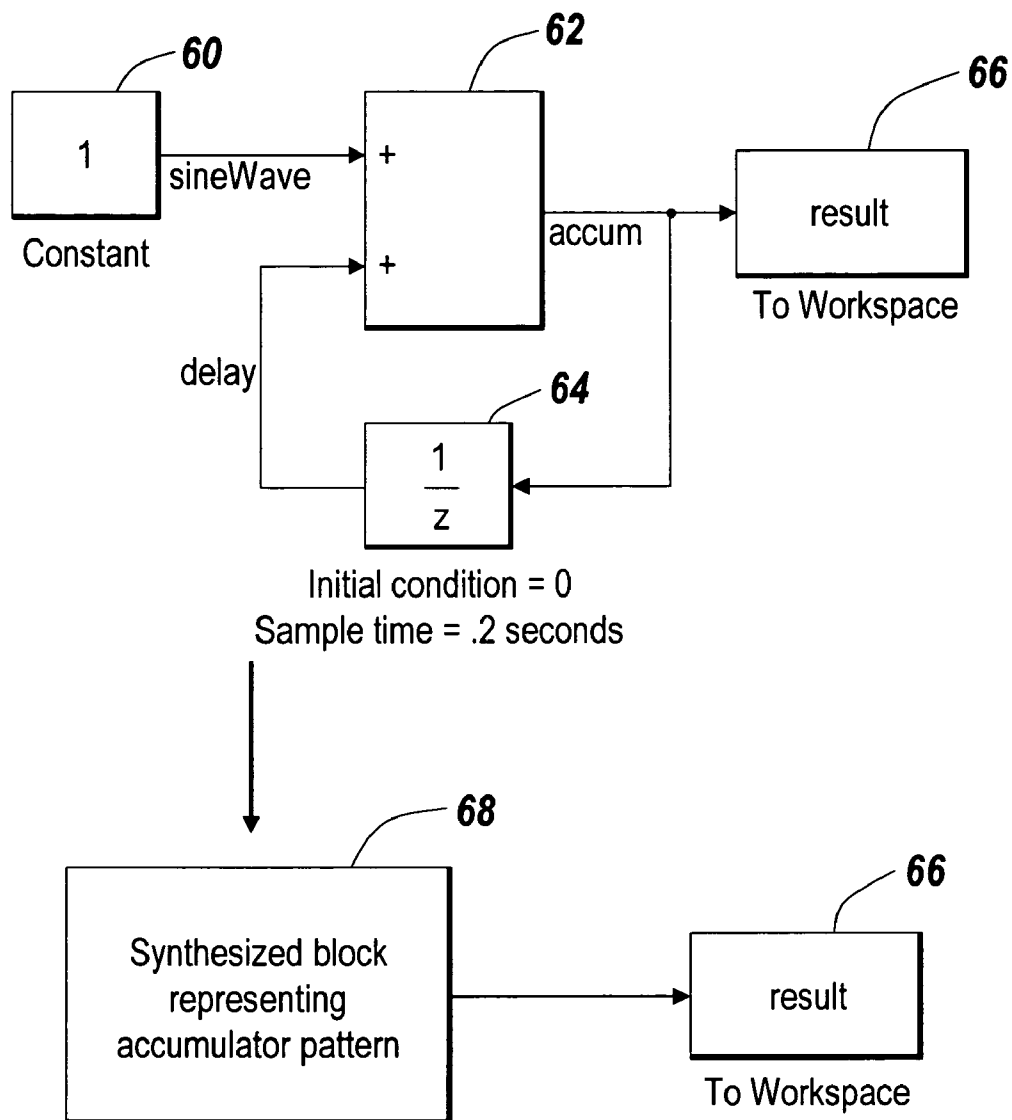 60
62
66
1
+
sineWave
result
Constant
+
accum
To Workspace
delay
64
1
z
Initial condition = 0
Sample time = .2 seconds
68
66
Synthesized block
representing
accumulator pattern
result
To Workspace